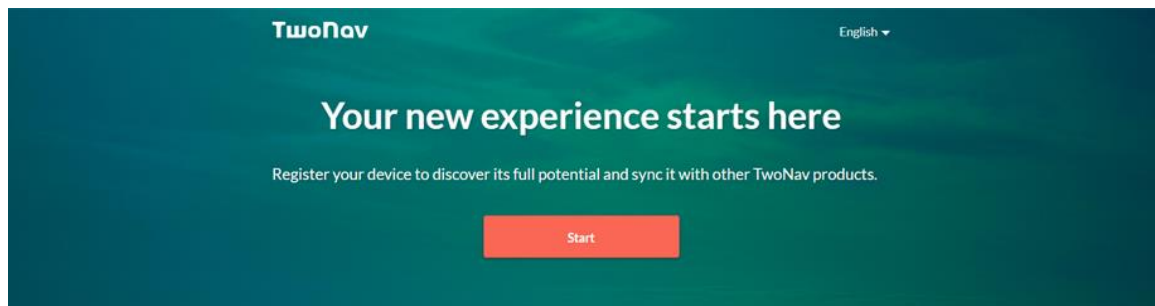 TwoNav
English
Your new experience starts here
Register your device to discover its full potential and sync it with other TwoNav products.
Start